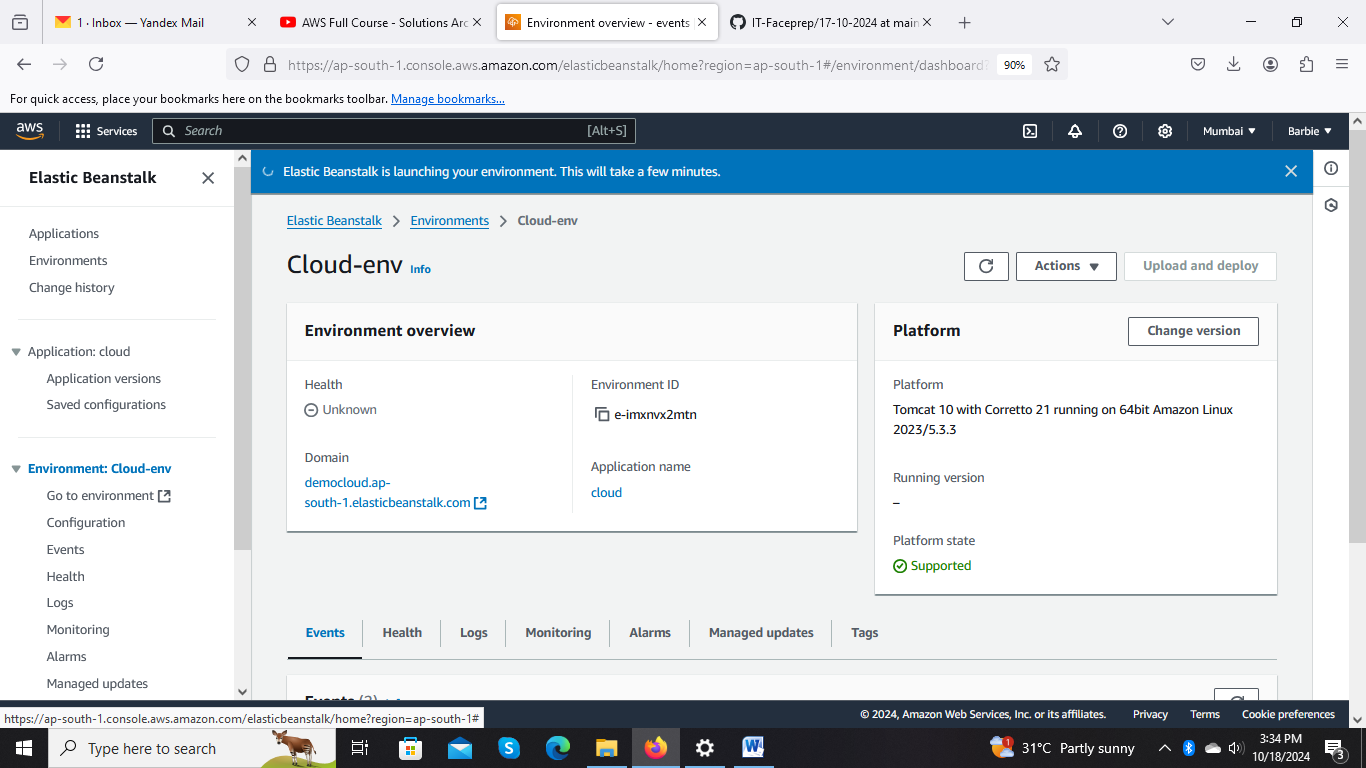 1 · Inbox — Yandex Mail
AWS Full Course - Solutions Arc
Environment overview - events
IT-Faceprep/17-10-2024 at main
https://ap-south-1.console.aws.amazon.com/elasticbeanstalk/home?region=ap-south-1#/environment/dashboard?
90%
For quick access, place your bookmarks here on the bookmarks toolbar. Manage bookmarks...
aws
Services
Search
[Alt+S]
Mumbai
Barbie
Elastic Beanstalk
Elastic Beanstalk is launching your environment. This will take a few minutes.
Applications
Environments
Change history
Application: cloud
Application versions
Saved configurations
Environment: Cloud-env
Go to environment
Configuration
Events
Health
Logs
Monitoring
Alarms
Managed updates
Elastic Beanstalk > Environments > Cloud-env
Cloud-env Info
Actions
Upload and deploy
Environment overview
Health
Unknown
Domain
democloud.ap-
south-1.elasticbeanstalk.com
Environment ID
e-imxnvx2mtn
Application name
cloud
Platform
Change version
Platform
Tomcat 10 with Corretto 21 running on 64bit Amazon Linux
2023/5.3.3
Running version
–
Platform state
Supported
Events
Health
Logs
Monitoring
Alarms
Managed updates
Tags
Events
https://ap-south-1.console.aws.amazon.com/elasticbeanstalk/home?region=ap-south-1#
© 2024, Amazon Web Services, Inc. or its affiliates.
Privacy
Terms
Cookie preferences
Type here to search
1
31°C Partly sunny
3:34 PM
10/18/2024
3